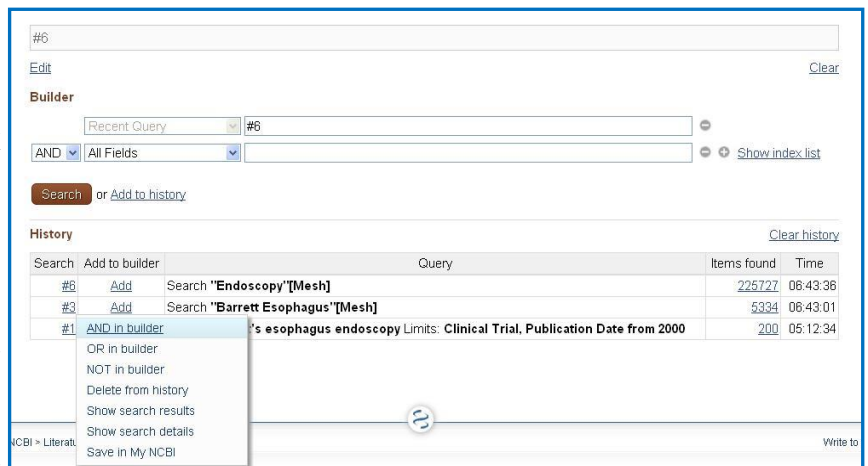 #6
Edit Clear
Builder
Recent Query #6
AND All Fields Show index list
Search or Add to history
History Clear history
Search Add to builder Query Items found Time
#6 Add Search "Endoscopy"[Mesh] 225727 06:43:36
#3 Add Search "Barrett Esophagus"[Mesh] 5334 06:43:01
#1 's esophagus endoscopy Limits: Clinical Trial, Publication Date from 2000 200 05:12:34
AND in builder
OR in builder
NOT in builder
Delete from history
Show search results
Show search details
Save in My NCBI
NCBI > Write to